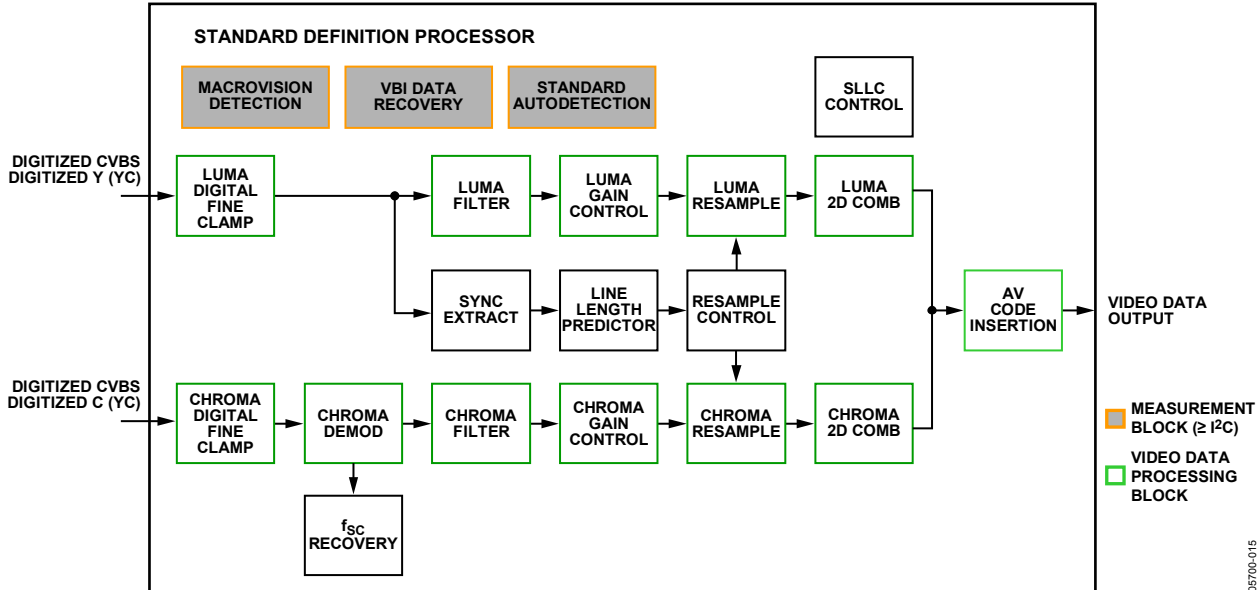 STANDARD DEFINITION PROCESSOR
MACROVISION
DETECTION
VBI DATA
RECOVERY
STANDARD
AUTODETECTION
SLLC
CONTROL
DIGITIZED CVBS
DIGITIZED Y (YC)
LUMA
DIGITAL
FINE
CLAMP
LUMA
FILTER
LUMA
GAIN
CONTROL
LUMA
RESAMPLE
LUMA
2D COMB
SYNC
EXTRACT
LINE
LENGTH
PREDICTOR
RESAMPLE
CONTROL
AV
CODE
INSERTION
VIDEO DATA
OUTPUT
DIGITIZED CVBS
DIGITIZED C (YC)
CHROMA
DIGITAL
FINE
CLAMP
CHROMA
DEMOD
CHROMA
FILTER
CHROMA
GAIN
CONTROL
CHROMA
RESAMPLE
CHROMA
2D COMB
fSC
RECOVERY
MEASUREMENT
BLOCK (≥ I²C)
VIDEO DATA
PROCESSING
BLOCK
05700-015